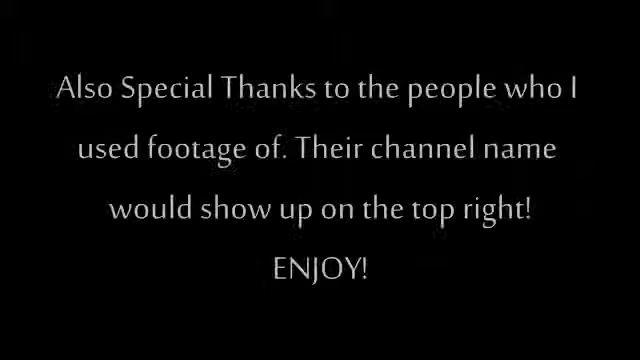 Also Special Thanks to the people who I
used footage of. Their channel name
would show up on the top right!
ENJOY!